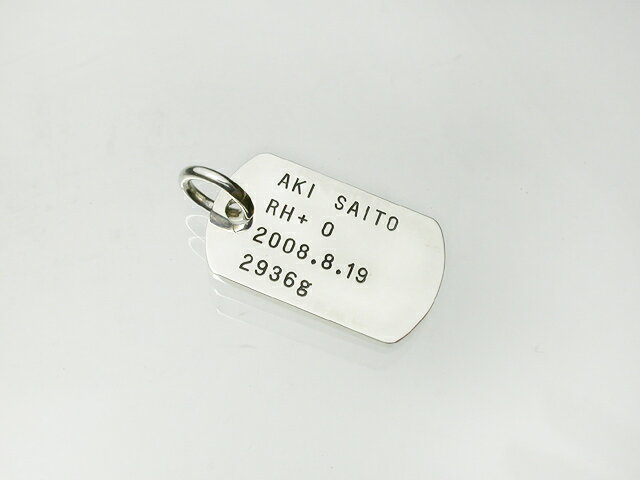 AKI SAITO
RH+ O
2008.8.19
2936g